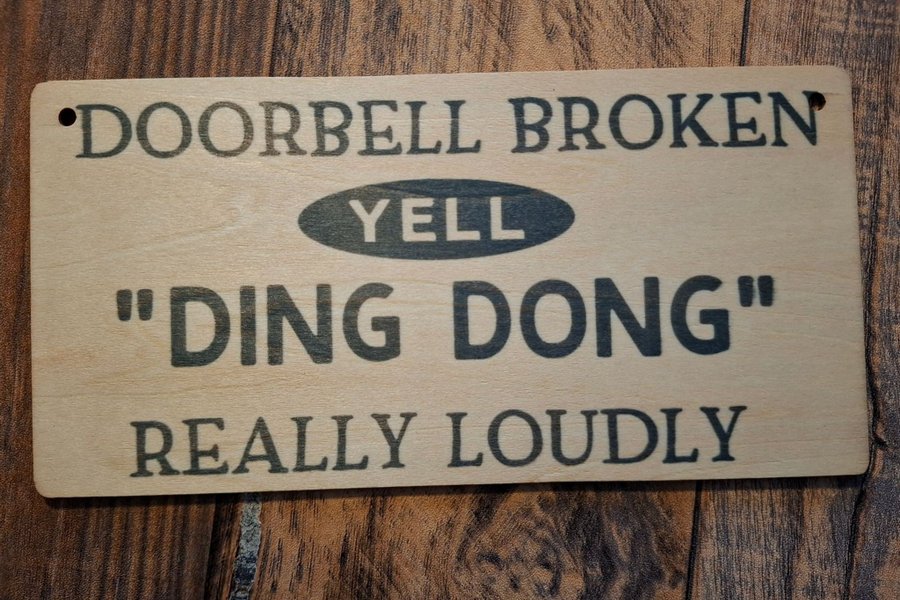 DOORBELL BROKEN
YELL
"DING DONG"
REALLY LOUDLY